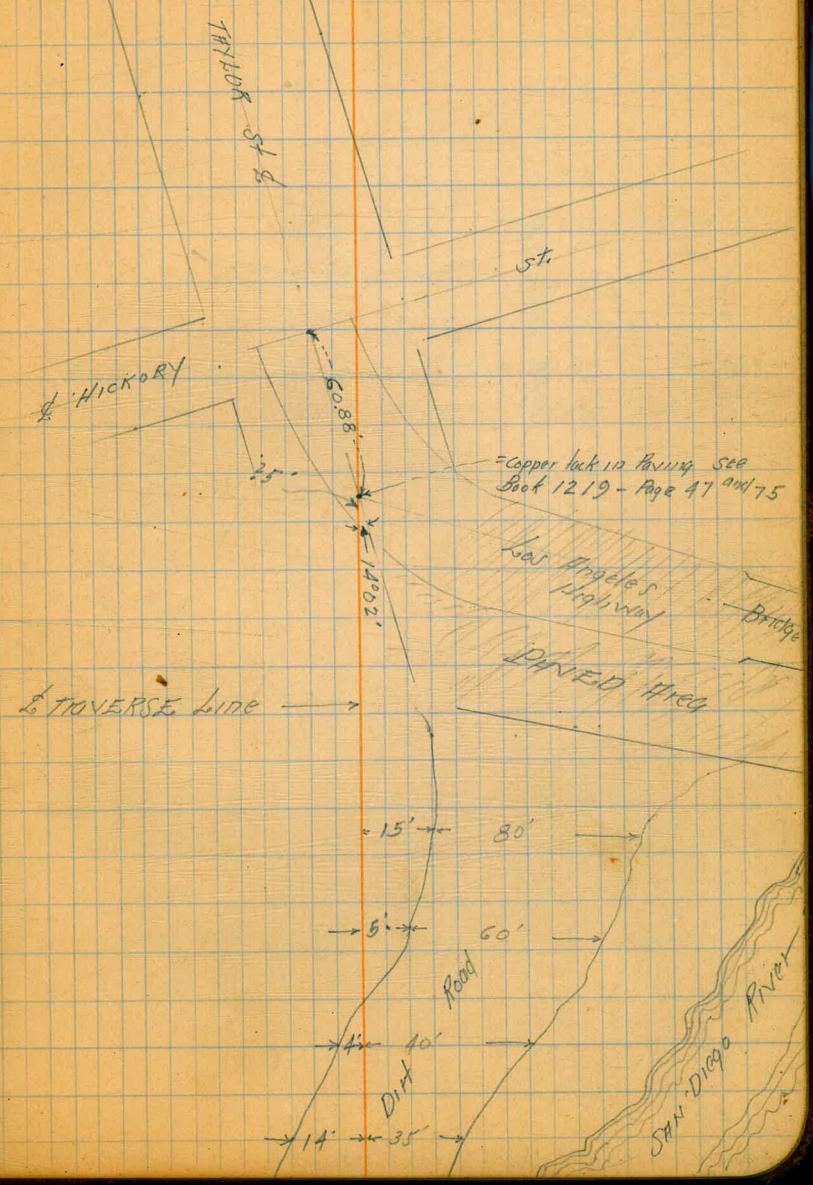 TAYLOR St ℄
St.
℄ HICKORY
60.88'
.25'
=Copper tack in Paving see
Book 1219 - Page 47 and 75
Los Angeles
Highway
Bridge
14°02'
PAVED Area
℄ TRAVERSE Line
15' 80'
5' 60'
Road
4' 40'
Dirt
14' 35'
SAN DIEGO River